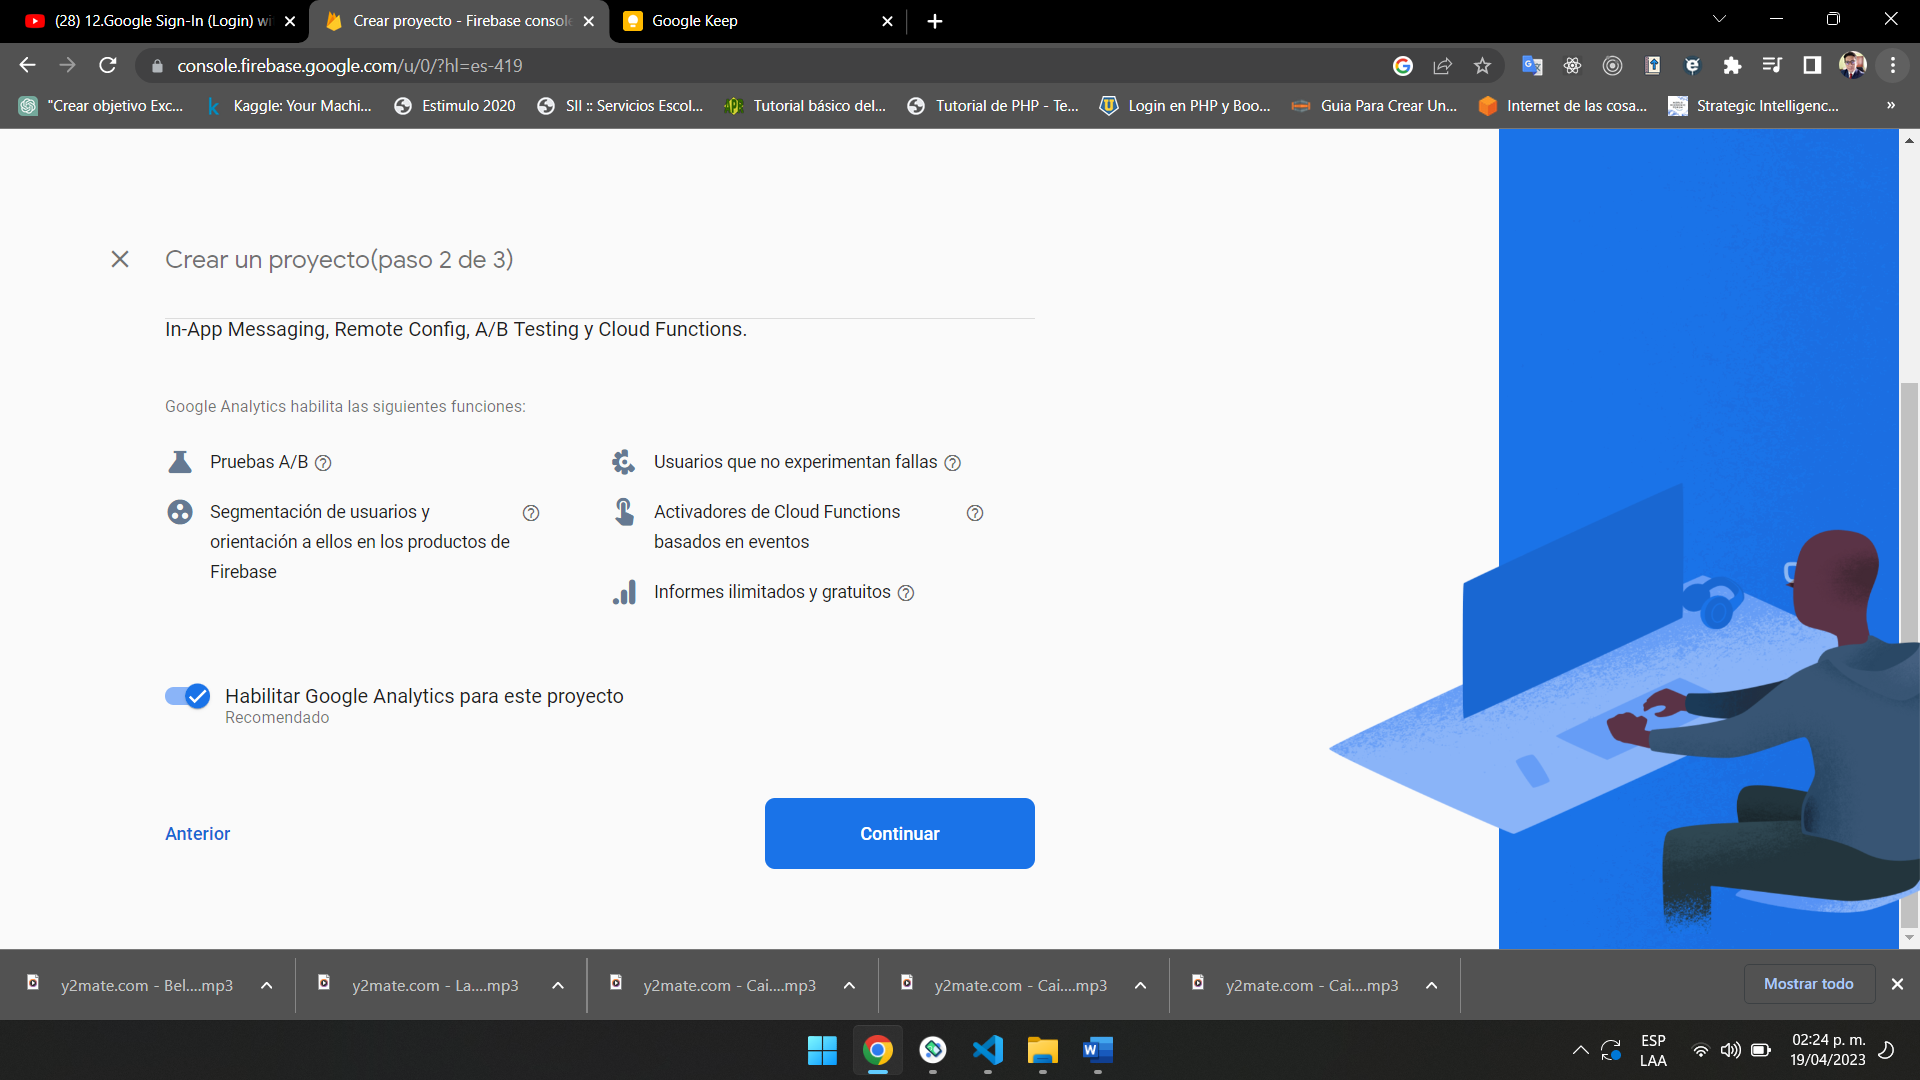 (28) 12.Google Sign-In (Login) wi
Crear proyecto - Firebase console
Google Keep
console.firebase.google.com/u/0/?hl=es-419
"Crear objetivo Exc...
Kaggle: Your Machi...
Estimulo 2020
SII :: Servicios Escol...
Tutorial básico del...
Tutorial de PHP - Te...
Login en PHP y Boo...
Guia Para Crear Un...
Internet de las cosa...
Strategic Intelligenc...
»
Crear un proyecto(paso 2 de 3)
In-App Messaging, Remote Config, A/B Testing y Cloud Functions.
Google Analytics habilita las siguientes funciones:
Pruebas A/B
Segmentación de usuarios y
orientación a ellos en los productos de
Firebase
Usuarios que no experimentan fallas
Activadores de Cloud Functions
basados en eventos
Informes ilimitados y gratuitos
Habilitar Google Analytics para este proyecto
Recomendado
Anterior
Continuar
y2mate.com - Bel....mp3
y2mate.com - La....mp3
y2mate.com - Cai....mp3
y2mate.com - Cai....mp3
y2mate.com - Cai....mp3
Mostrar todo
ESP
LAA
02:24 p. m.
19/04/2023